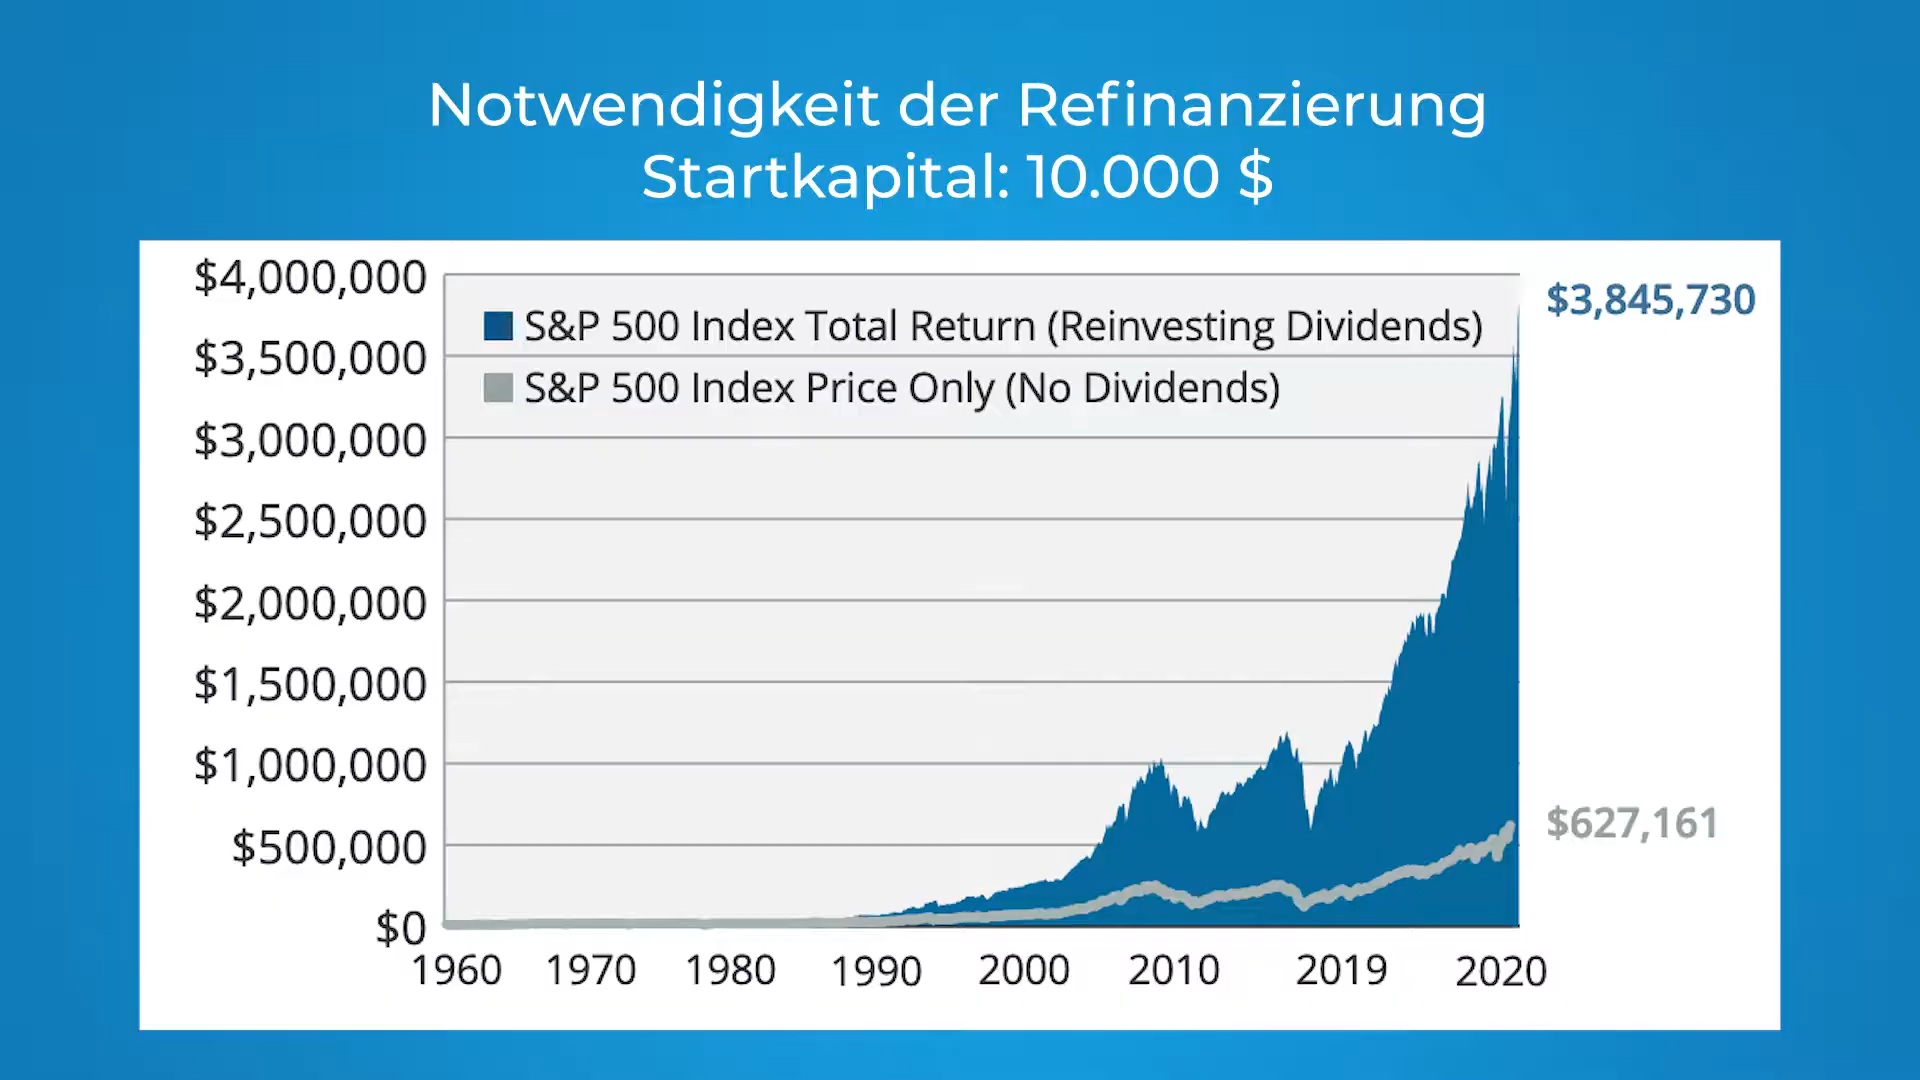 Notwendigkeit der Refinanzierung
Startkapital: 10.000 $
$4,000,000
$3,845,730
S&P 500 Index Total Return (Reinvesting Dividends)
$3,500,000
S&P 500 Index Price Only (No Dividends)
$3,000,000
$2,500,000
$2,000,000
$1,500,000
$1,000,000
$500,000
$627,161
$0
1960 1970 1980 1990 2000 2010 2019 2020